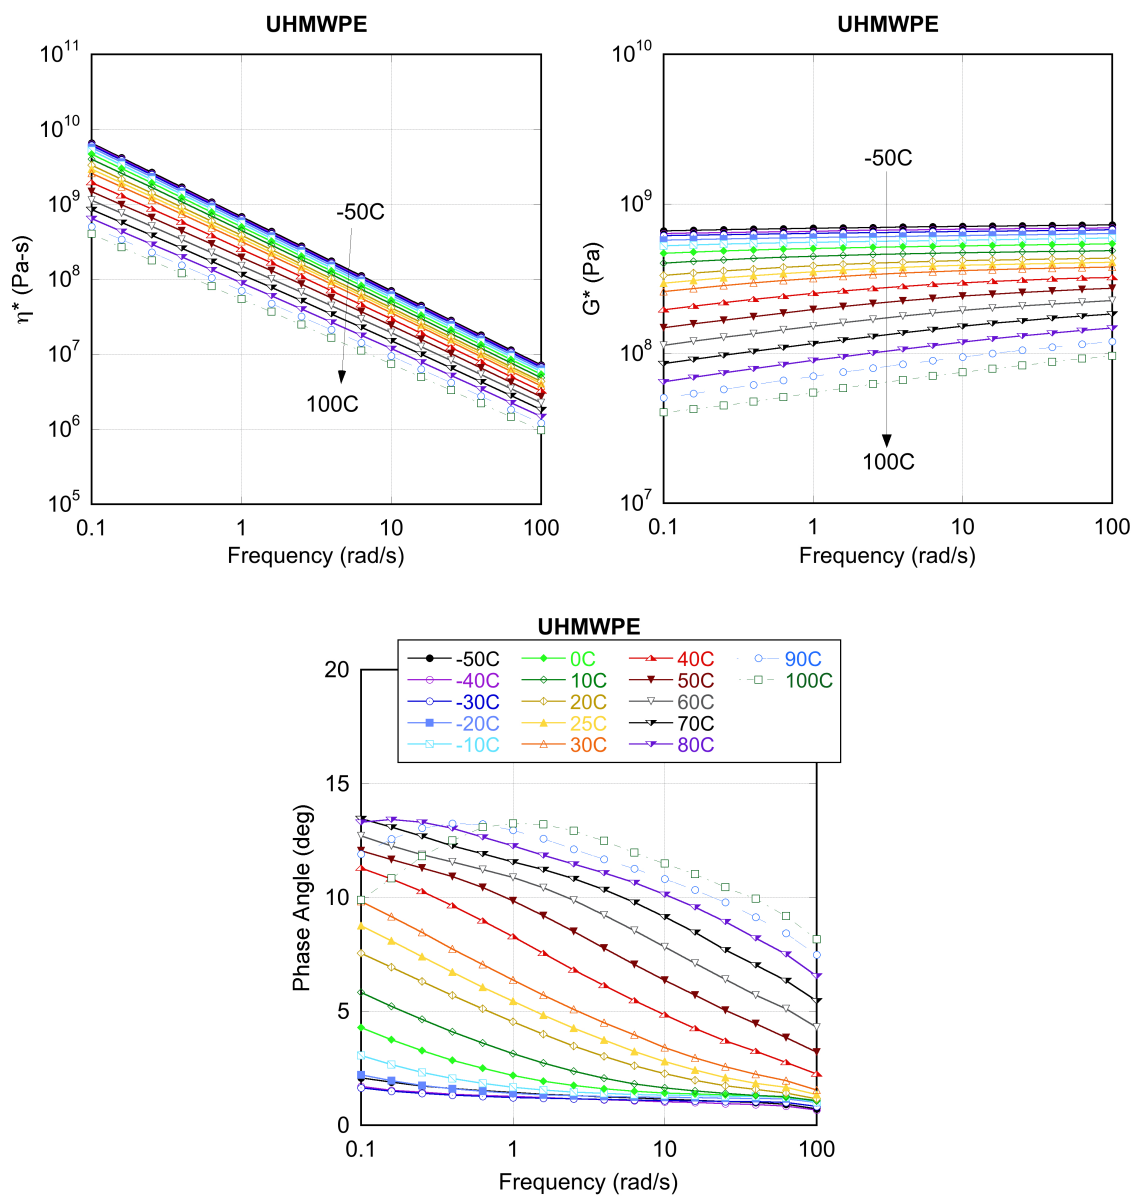 UHMWPE
10^11
10^10
10^9
10^8
10^7
10^6
10^5
η* (Pa-s)
-50C
100C
0.1 1 10 100
Frequency (rad/s)
UHMWPE
10^10
10^9
10^8
10^7
G* (Pa)
-50C
100C
0.1 1 10 100
Frequency (rad/s)
UHMWPE
-50C 0C 40C 90C
-40C 10C 50C 100C
-30C 20C 60C
-20C 25C 70C
-10C 30C 80C
20
15
10
5
0
Phase Angle (deg)
0.1 1 10 100
Frequency (rad/s)